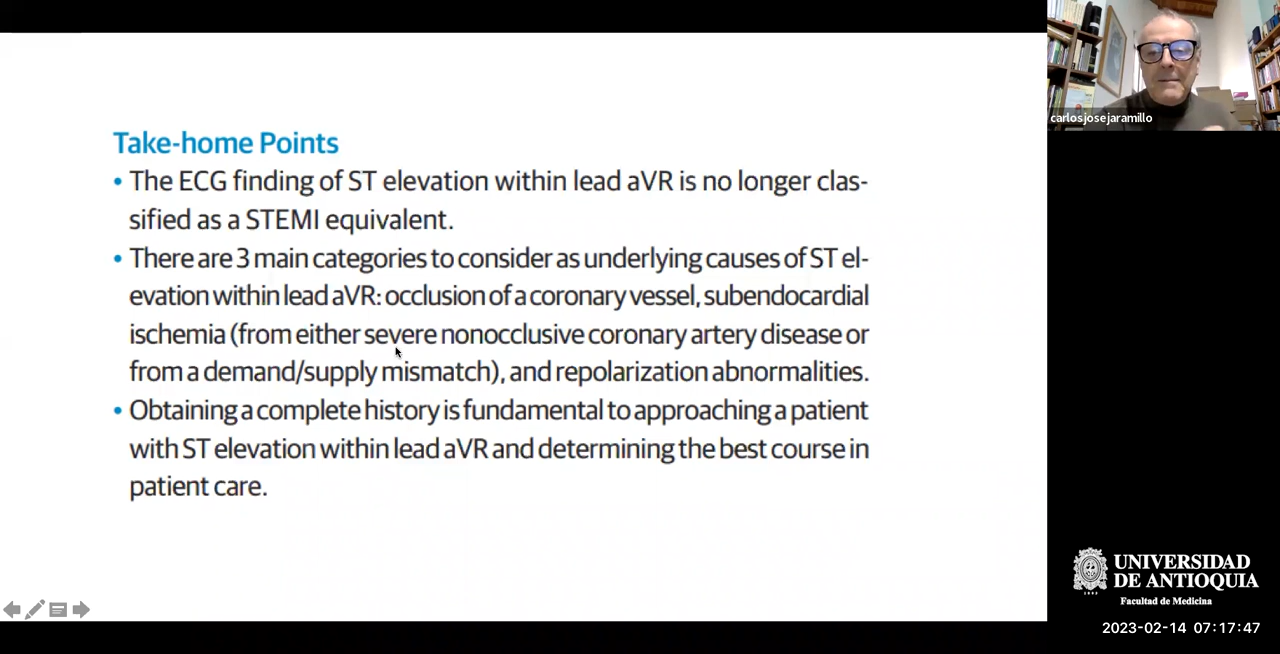 carlosjosejaramillo
Take-home Points
• The ECG finding of ST elevation within lead aVR is no longer clas-
sified as a STEMI equivalent.
• There are 3 main categories to consider as underlying causes of ST el-
evation within lead aVR: occlusion of a coronary vessel, subendocardial
ischemia (from either severe nonocclusive coronary artery disease or
from a demand/supply mismatch), and repolarization abnormalities.
• Obtaining a complete history is fundamental to approaching a patient
with ST elevation within lead aVR and determining the best course in
patient care.
UNIVERSIDAD
DE ANTIOQUIA
Facultad de Medicina
2023-02-14 07:17:47